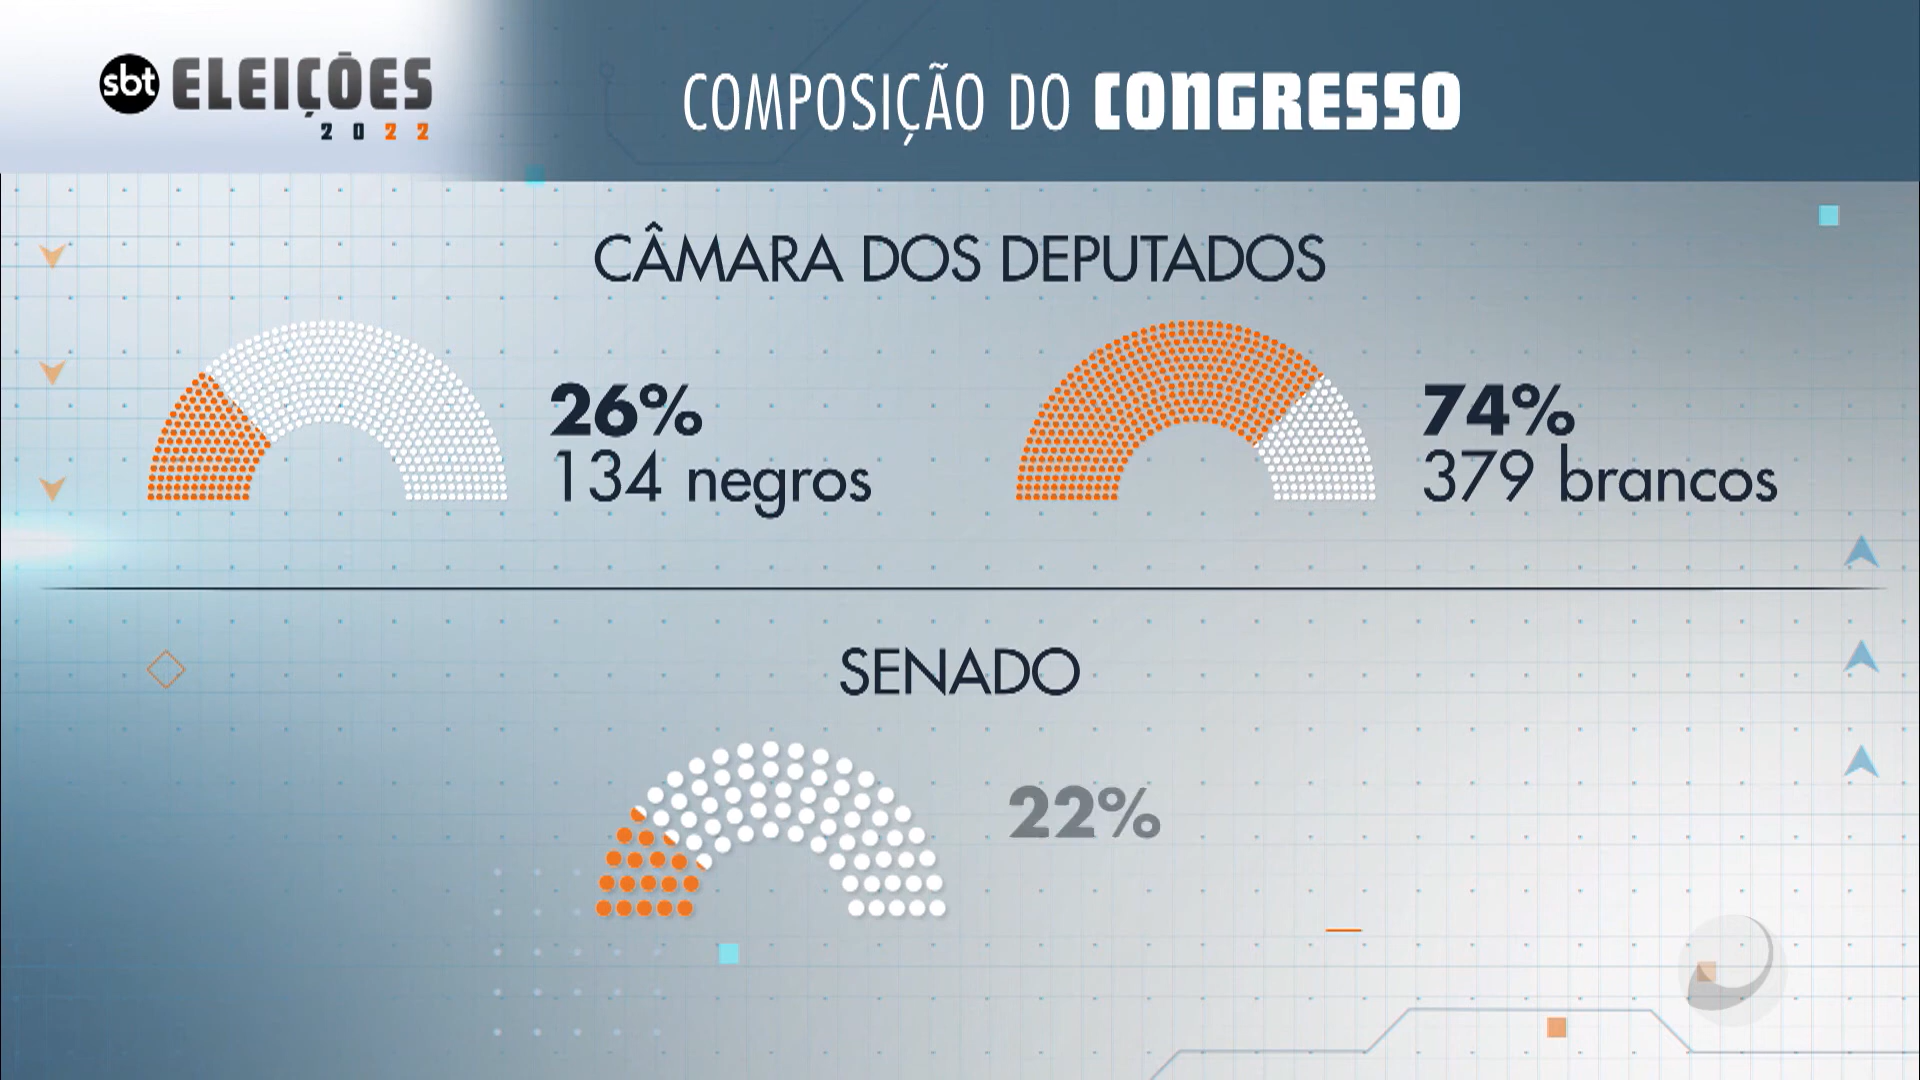 sbt ELEIÇÕES
2022
COMPOSIÇÃO DO CONGRESSO
CÂMARA DOS DEPUTADOS
26%
134 negros
74%
379 brancos
SENADO
22%